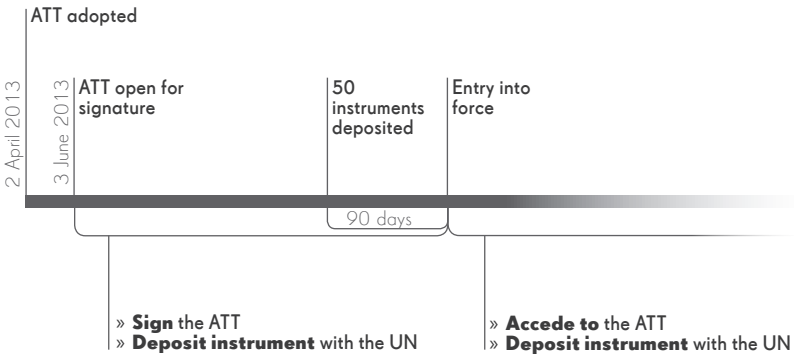 ATT adopted
2 April 2013
3 June 2013
ATT open for
signature
50
instruments
deposited
Entry into
force
90 days
» Sign the ATT
» Deposit instrument with the UN
» Accede to the ATT
» Deposit instrument with the UN